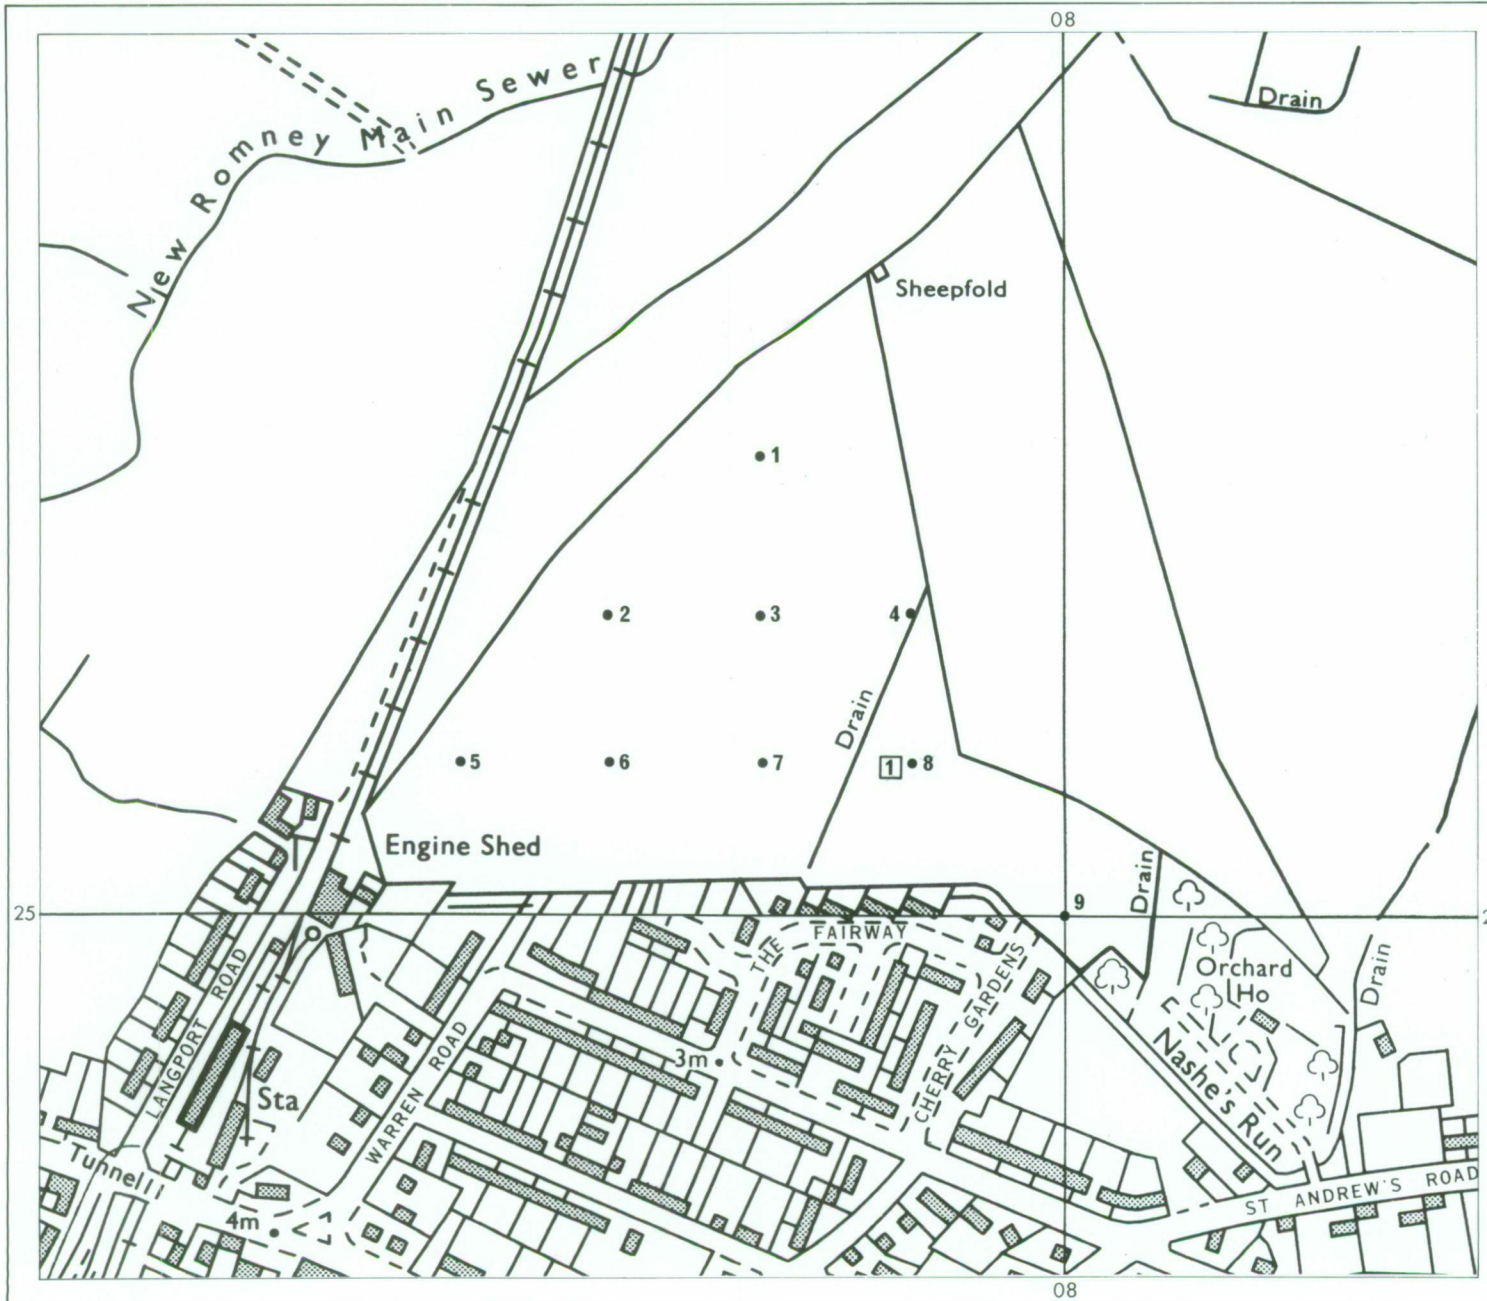 08
New Romney Main Sewer
Drain
Sheepfold
1
2
3
4
Drain
5
6
7
1
8
Engine Shed
25
9
Drain
2
THE FAIRWAY
LANGPORT ROAD
WARREN ROAD
CHERRY GARDENS
Orchard
Ho
Drain
3m
Nashe's Run
Sta
Tunnel
4m
ST ANDREW'S ROAD
08